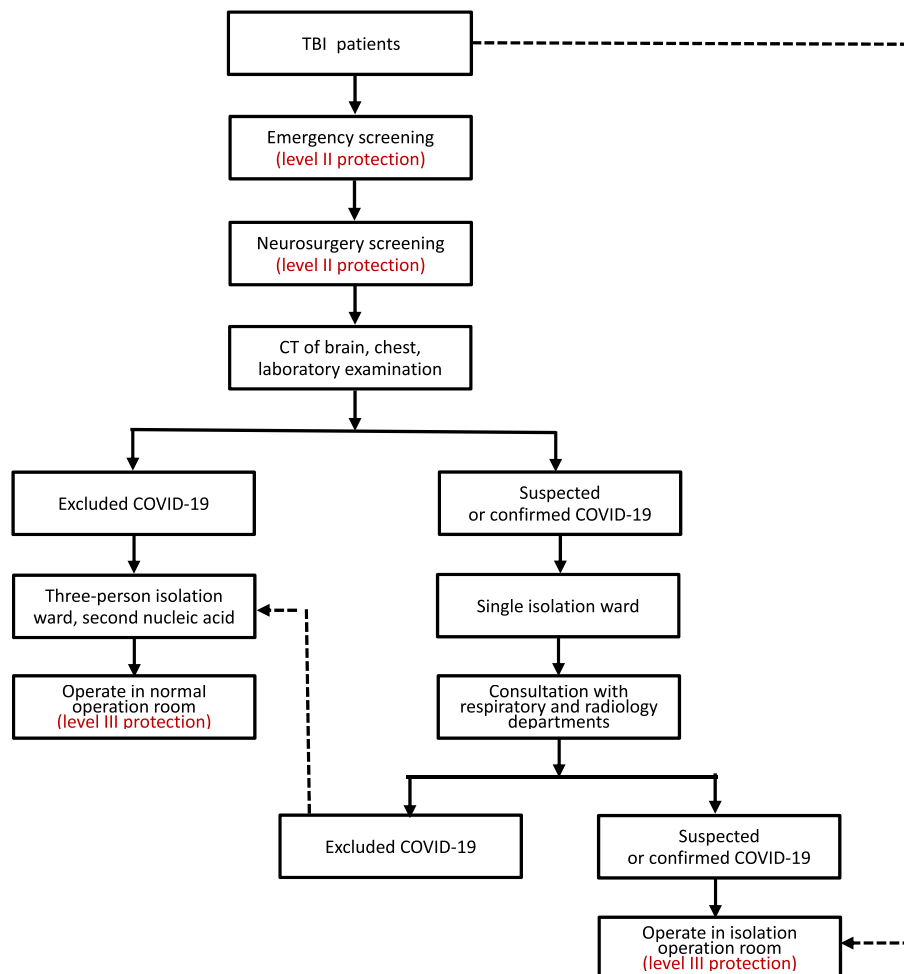 TBI patients
Emergency screening
(level II protection)
Neurosurgery screening
(level II protection)
CT of brain, chest,
laboratory examination
Excluded COVID-19
Suspected
or confirmed COVID-19
Three-person isolation
ward, second nucleic acid
Single isolation ward
Operate in normal
operation room
(level III protection)
Consultation with
respiratory and radiology
departments
Excluded COVID-19
Suspected
or confirmed COVID-19
Operate in isolation
operation room
(level III protection)